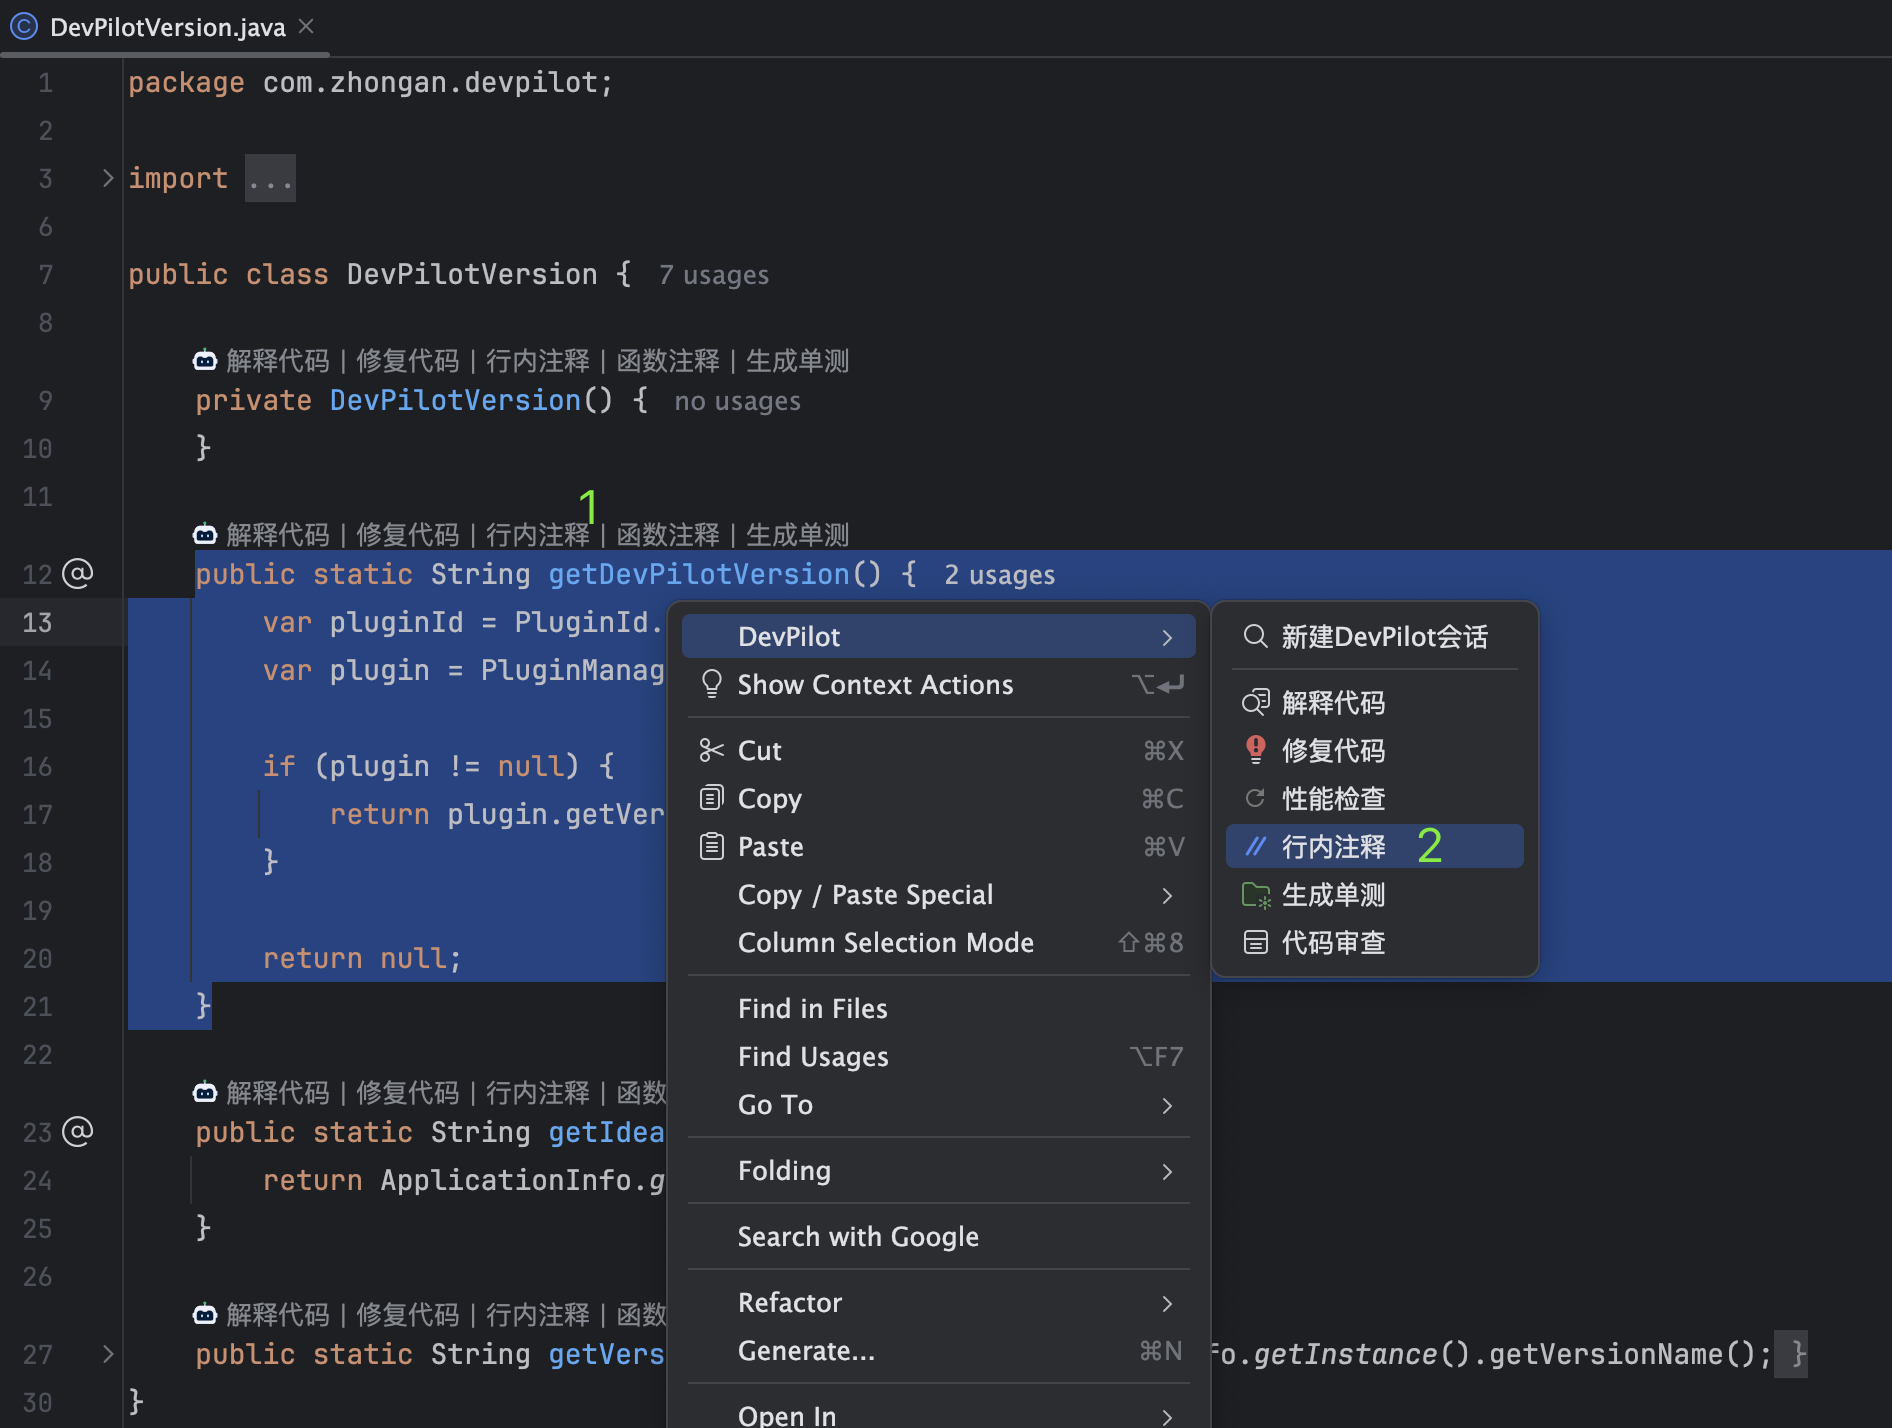 DevPilotVersion.java
1 package com.zhongan.devpilot;
2
3 import ...
6
7 public class DevPilotVersion { 7 usages
8
解释代码 | 修复代码 | 行内注释 | 函数注释 | 生成单测
9 private DevPilotVersion() { no usages
10 }
11
1
解释代码 | 修复代码 | 行内注释 | 函数注释 | 生成单测
12 public static String getDevPilotVersion() { 2 usages
13 var pluginId = PluginId.
14 var plugin = PluginManag
15
16 if (plugin != null) {
17 return plugin.getVer
18 }
19
20 return null;
21 }
22
解释代码 | 修复代码 | 行内注释 | 函数
23 public static String getIdea
24 return ApplicationInfo.g
25 }
26
解释代码 | 修复代码 | 行内注释 | 函数
27 public static String getVers fo.getInstance().getVersionName(); }
30 }
DevPilot
Show Context Actions ⌥↵
Cut ⌘X
Copy ⌘C
Paste ⌘V
Copy / Paste Special
Column Selection Mode ⇧⌘8
Find in Files
Find Usages ⌥F7
Go To
Folding
Search with Google
Refactor
Generate... ⌘N
Open In
新建DevPilot会话
解释代码
修复代码
性能检查
行内注释 2
生成单测
代码审查